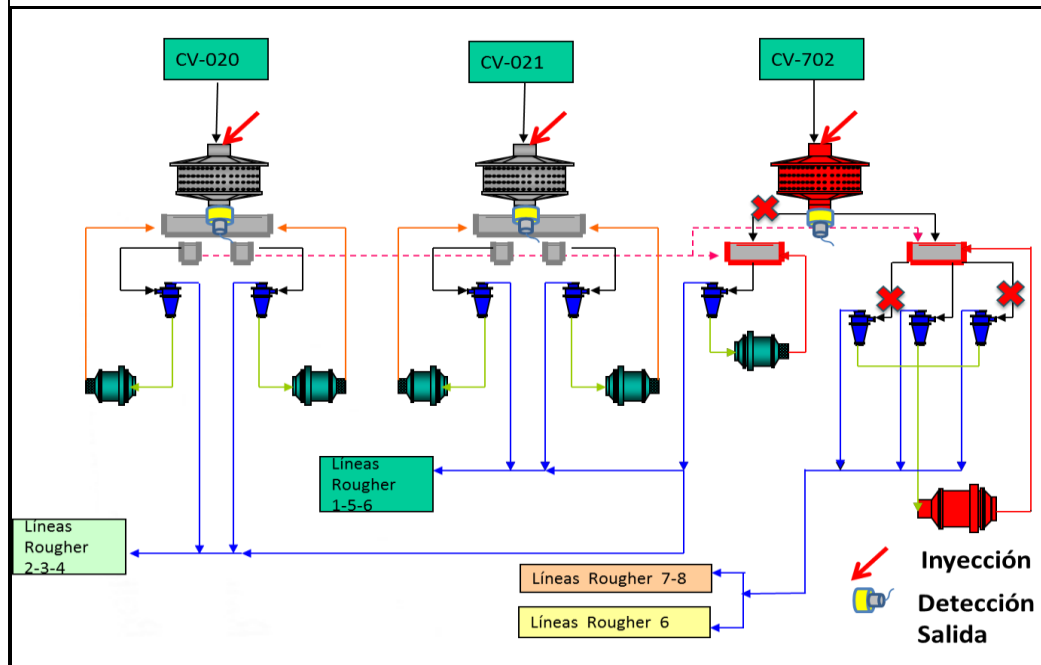 CV-020
CV-021
CV-702
Líneas
Rougher
1-5-6
Líneas
Rougher
2-3-4
Líneas Rougher 7-8
Líneas Rougher 6
Inyección
Detección
Salida